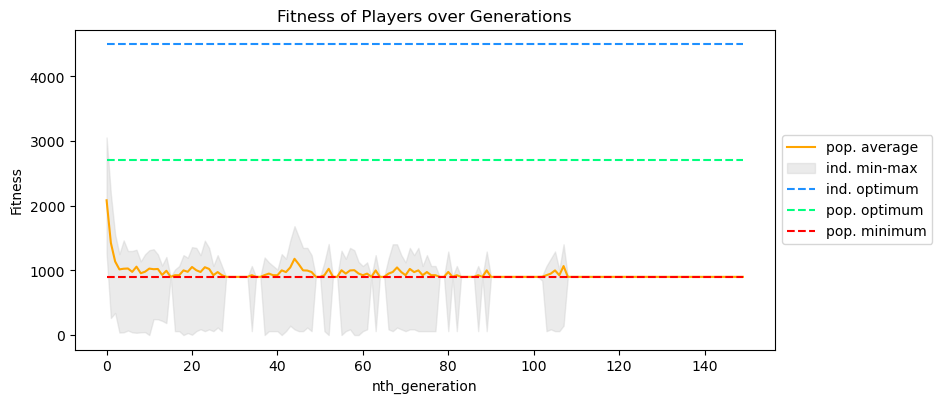 Fitness of Players over Generations
Fitness
4000
3000
2000
1000
0
0 20 40 60 80 100 120 140
nth_generation
pop. average
ind. min-max
ind. optimum
pop. optimum
pop. minimum